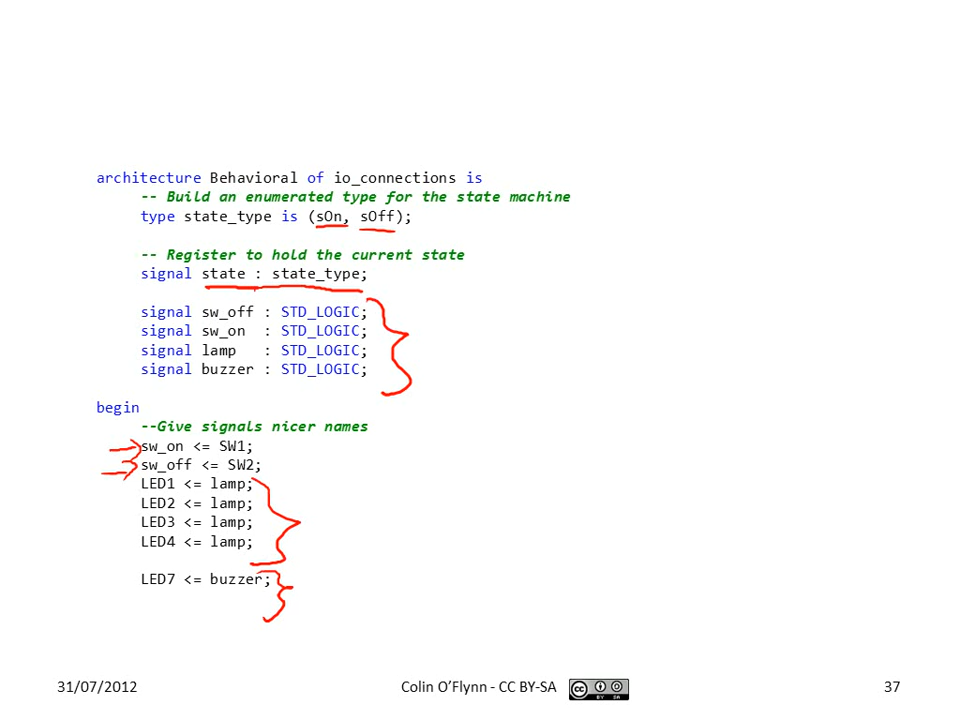 architecture Behavioral of io_connections is
-- Build an enumerated type for the state machine
type state_type is (sOn, sOff);
-- Register to hold the current state
signal state : state_type;
signal sw_off : STD_LOGIC;
signal sw_on  : STD_LOGIC;
signal lamp   : STD_LOGIC;
signal buzzer : STD_LOGIC;
begin
--Give signals nicer names
sw_on <= SW1;
sw_off <= SW2;
LED1 <= lamp;
LED2 <= lamp;
LED3 <= lamp;
LED4 <= lamp;
LED7 <= buzzer;
31/07/2012 Colin O’Flynn - CC BY-SA cc BY SA 37